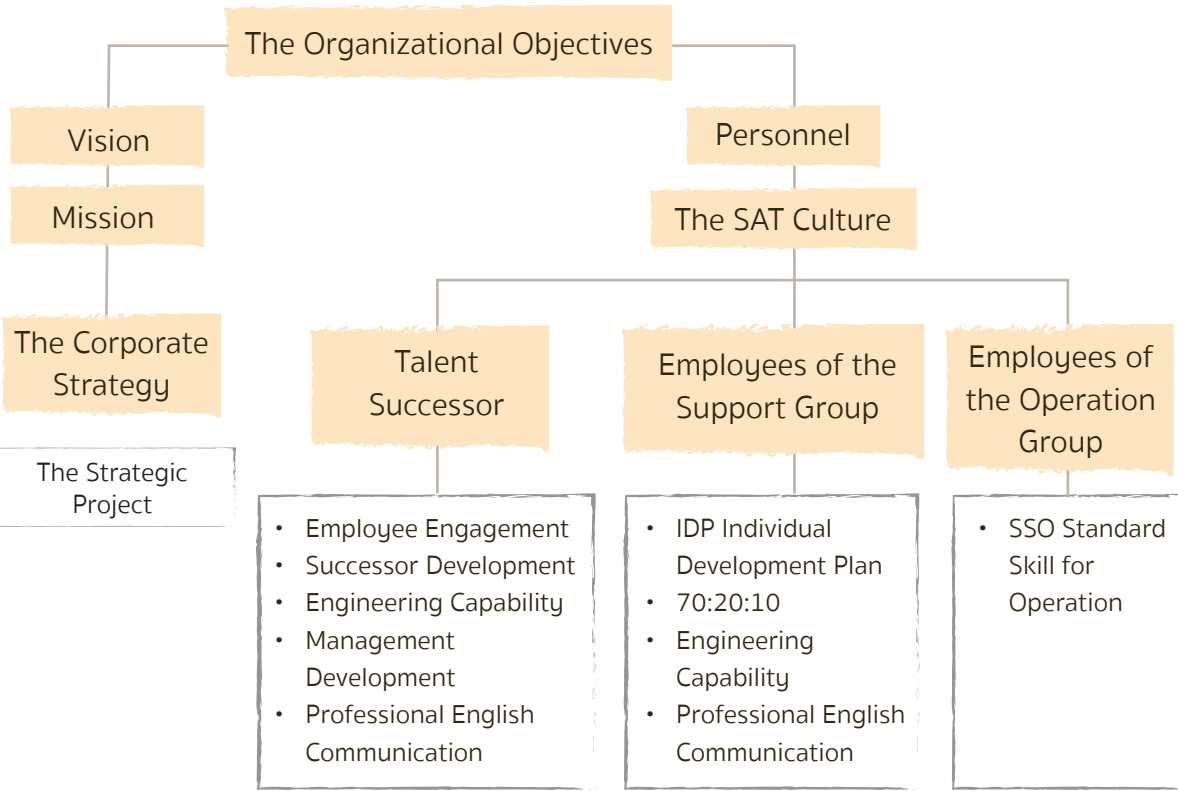 The Organizational Objectives
Vision
Mission
The Corporate
Strategy
The Strategic
Project
Personnel
The SAT Culture
Talent
Successor
• Employee Engagement
• Successor Development
• Engineering Capability
• Management
Development
• Professional English
Communication
Employees of the
Support Group
• IDP Individual
Development Plan
• 70:20:10
• Engineering
Capability
• Professional English
Communication
Employees of
the Operation
Group
• SSO Standard
Skill for
Operation